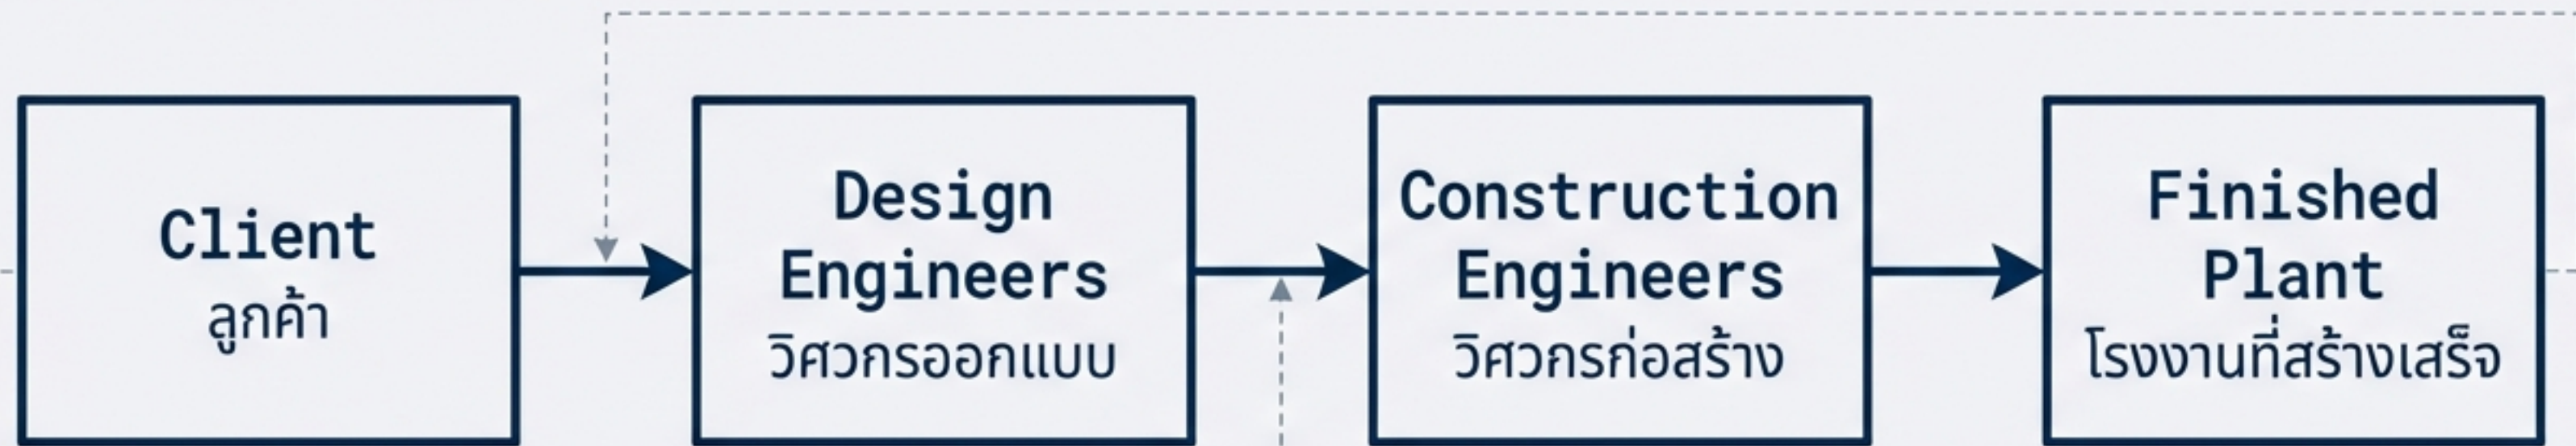 Client
ลูกค้า
Design
Engineers
วิศวกรออกแบบ
Construction
Engineers
วิศวกรก่อสร้าง
Finished
Plant
โรงงานที่สร้างเสร็จ